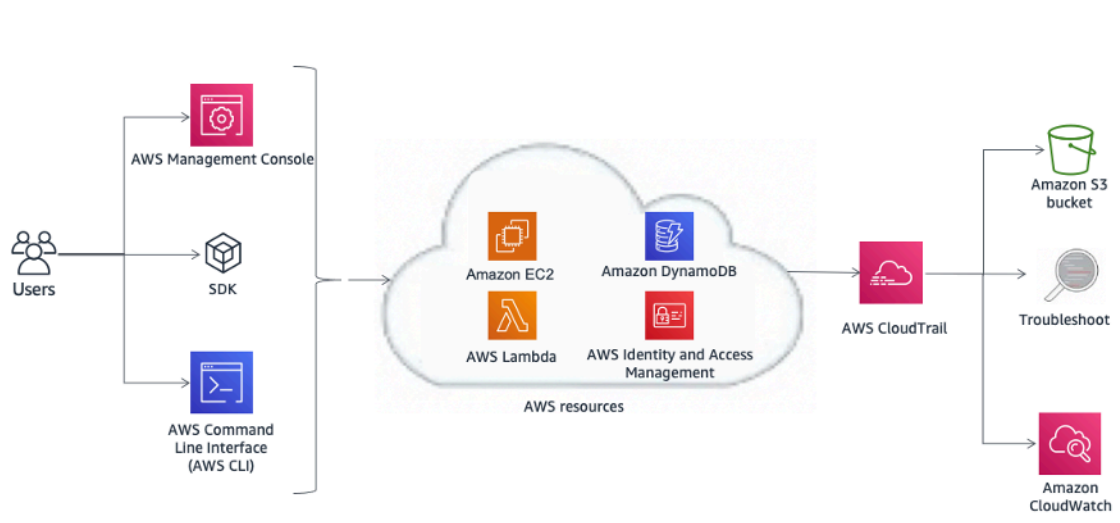 AWS Management Console
Users
SDK
AWS Command
Line Interface
(AWS CLI)
Amazon EC2
Amazon DynamoDB
AWS Lambda
AWS Identity and Access
Management
AWS resources
AWS CloudTrail
Amazon S3
bucket
Troubleshoot
Amazon
CloudWatch